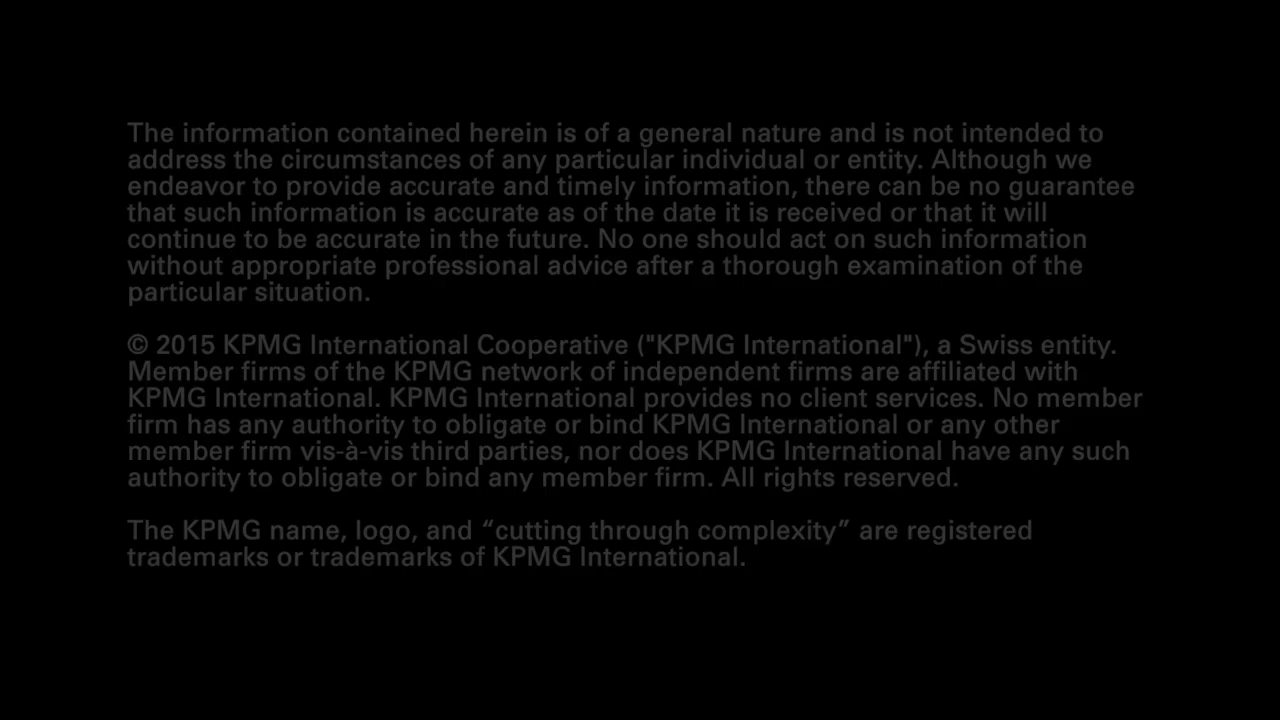 The information contained herein is of a general nature and is not intended to
address the circumstances of any particular individual or entity. Although we
endeavor to provide accurate and timely information, there can be no guarantee
that such information is accurate as of the date it is received or that it will
continue to be accurate in the future. No one should act on such information
without appropriate professional advice after a thorough examination of the
particular situation.
© 2015 KPMG International Cooperative ("KPMG International"), a Swiss entity.
Member firms of the KPMG network of independent firms are affiliated with
KPMG International. KPMG International provides no client services. No member
firm has any authority to obligate or bind KPMG International or any other
member firm vis-à-vis third parties, nor does KPMG International have any such
authority to obligate or bind any member firm. All rights reserved.
The KPMG name, logo, and “cutting through complexity” are registered
trademarks or trademarks of KPMG International.